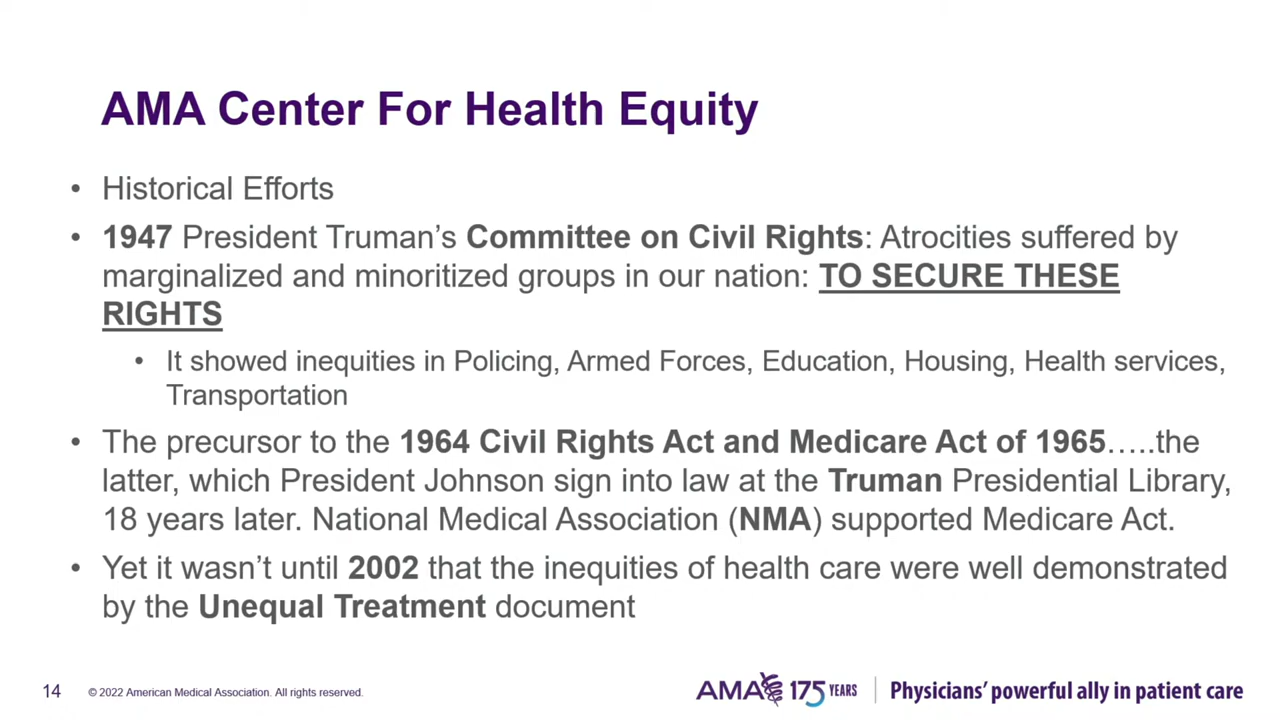 AMA Center For Health Equity
• Historical Efforts
• 1947 President Truman’s Committee on Civil Rights: Atrocities suffered by
marginalized and minoritized groups in our nation: TO SECURE THESE
RIGHTS
• It showed inequities in Policing, Armed Forces, Education, Housing, Health services,
Transportation
• The precursor to the 1964 Civil Rights Act and Medicare Act of 1965…..the
latter, which President Johnson sign into law at the Truman Presidential Library,
18 years later. National Medical Association (NMA) supported Medicare Act.
• Yet it wasn’t until 2002 that the inequities of health care were well demonstrated
by the Unequal Treatment document
14 © 2022 American Medical Association. All rights reserved. AMA 175 YEARS Physicians’ powerful ally in patient care